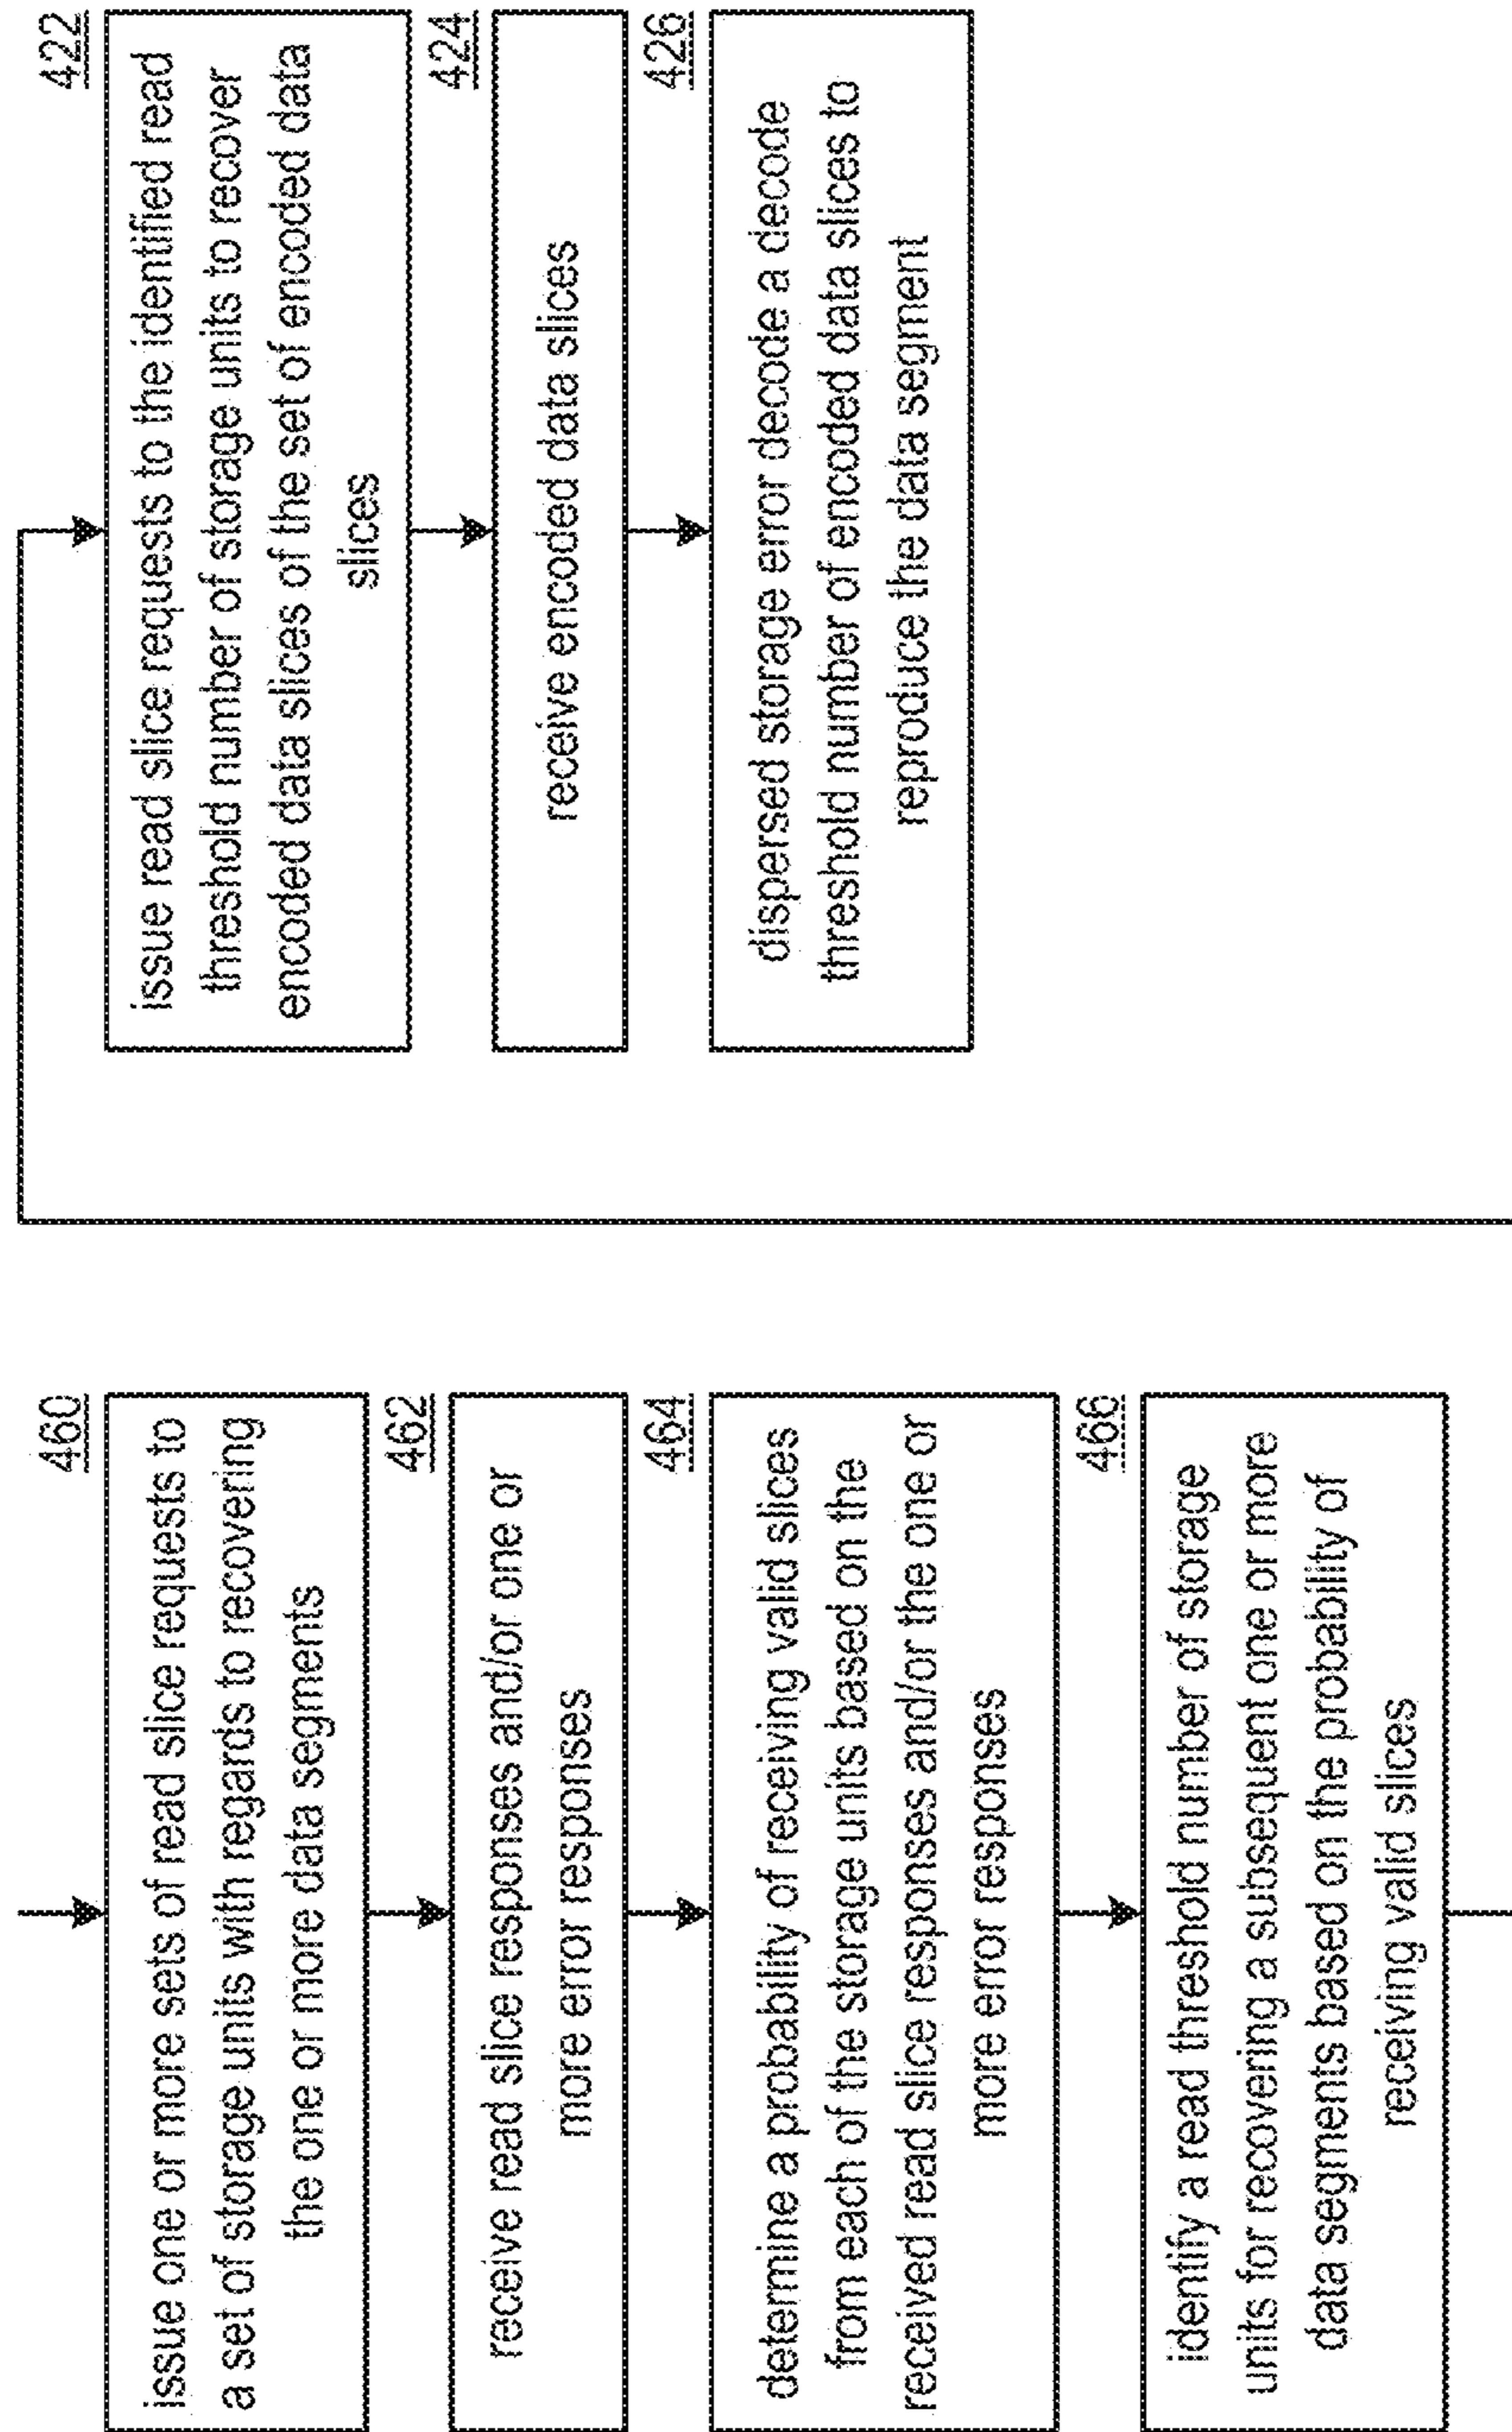 460
issue one or more sets of read slice requests to
a set of storage units with regards to recovering
the one or more data segments
462
receive read slice responses and/or one or
more error responses
464
determine a probability of receiving valid slices
from each of the storage units based on the
received read slice responses and/or the one or
more error responses
466
identify a read threshold number of storage
units for recovering a subsequent one or more
data segments based on the probability of
receiving valid slices
422
issue read slice requests to the identified read
threshold number of storage units to recover
encoded data slices of the set of encoded data
slices
424
receive encoded data slices
426
dispersed storage error decode a decode
threshold number of encoded data slices to
reproduce the data segment